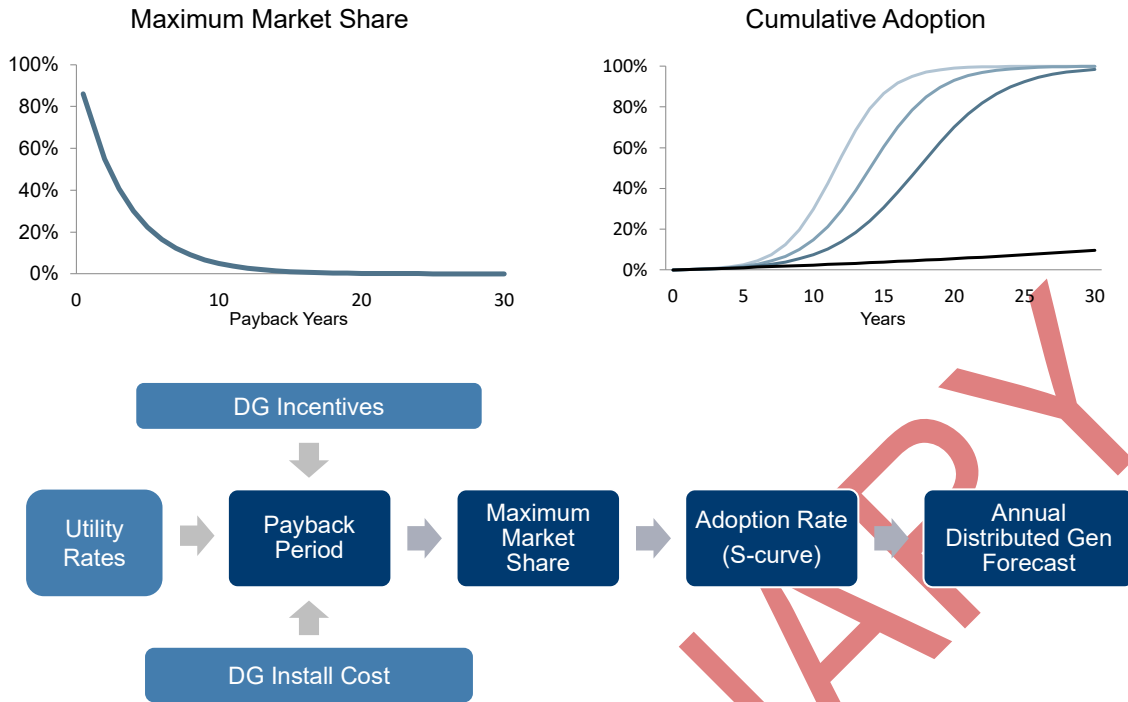 Maximum Market Share
100%
80%
60%
40%
20%
0%
0
10
20
30
Payback Years
Cumulative Adoption
100%
80%
60%
40%
20%
0%
0
5
10
15
20
25
30
Years
DG Incentives
Utility
Rates
Payback
Period
Maximum
Market
Share
Adoption Rate
(S-curve)
Annual
Distributed Gen
Forecast
DG Install Cost
ARY